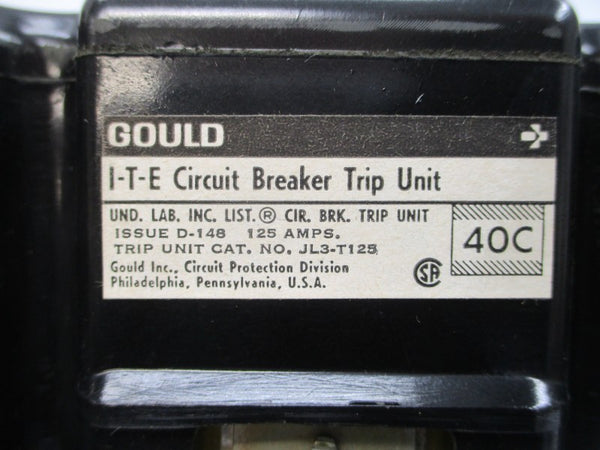 GOULD
I-T-E Circuit Breaker Trip Unit
UND. LAB. INC. LIST.® CIR. BRK. TRIP UNIT
ISSUE D-148 125 AMPS.
TRIP UNIT CAT. NO. JL3-T125
40C
Gould Inc., Circuit Protection Division
Philadelphia, Pennsylvania, U.S.A.
SA